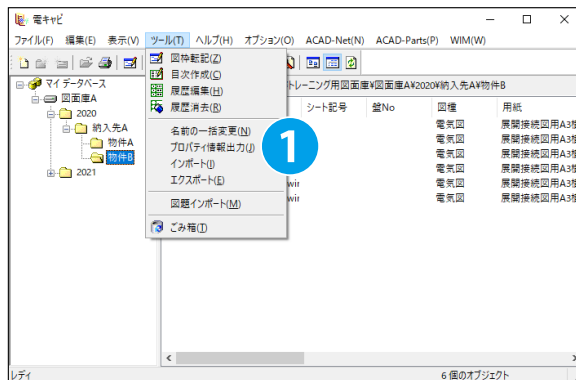 電キャビ
ファイル(F) 編集(E) 表示(V) ツール(T) ヘルプ(H) オプション(O) ACAD-Net(N) ACAD-Parts(P) WIM(W)
図枠転記(Z)
目次作成(C)
履歴編集(H)
履歴消去(R)
名前の一括変更(N)
プロパティ情報出力(J)
インポート(I)
エクスポート(E)
図題インポート(M)
ごみ箱(T)
1
マイ データベース
図面庫A
2020
納入先A
物件A
物件B
2021
トレーニング用図面庫¥図面庫A¥2020¥納入先A¥物件B
シート記号 盤No 図種 用紙
電気図 展開接続図用A3横
電気図 展開接続図用A3横
電気図 展開接続図用A3横
電気図 展開接続図用A3横
wir 電気図 展開接続図用A3横
wir 電気図 展開接続図用A3横
レディ 6 個のオブジェクト